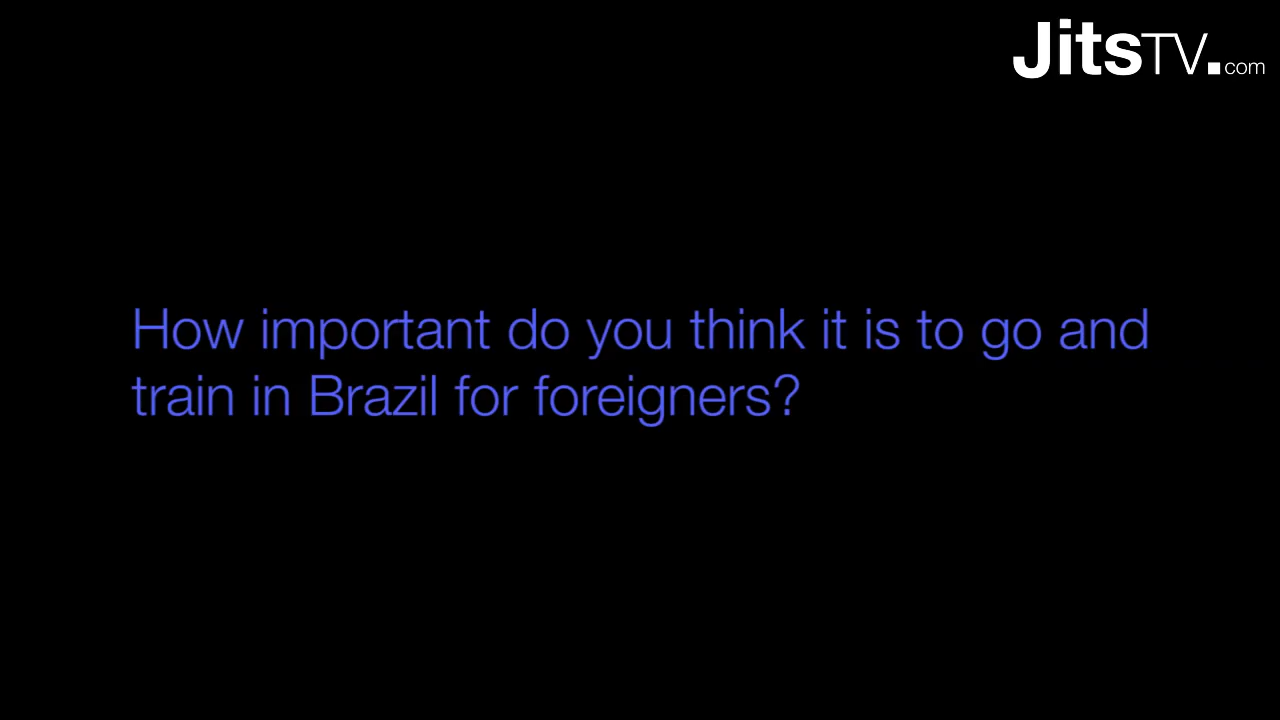 JitsTV.com
How important do you think it is to go and
train in Brazil for foreigners?